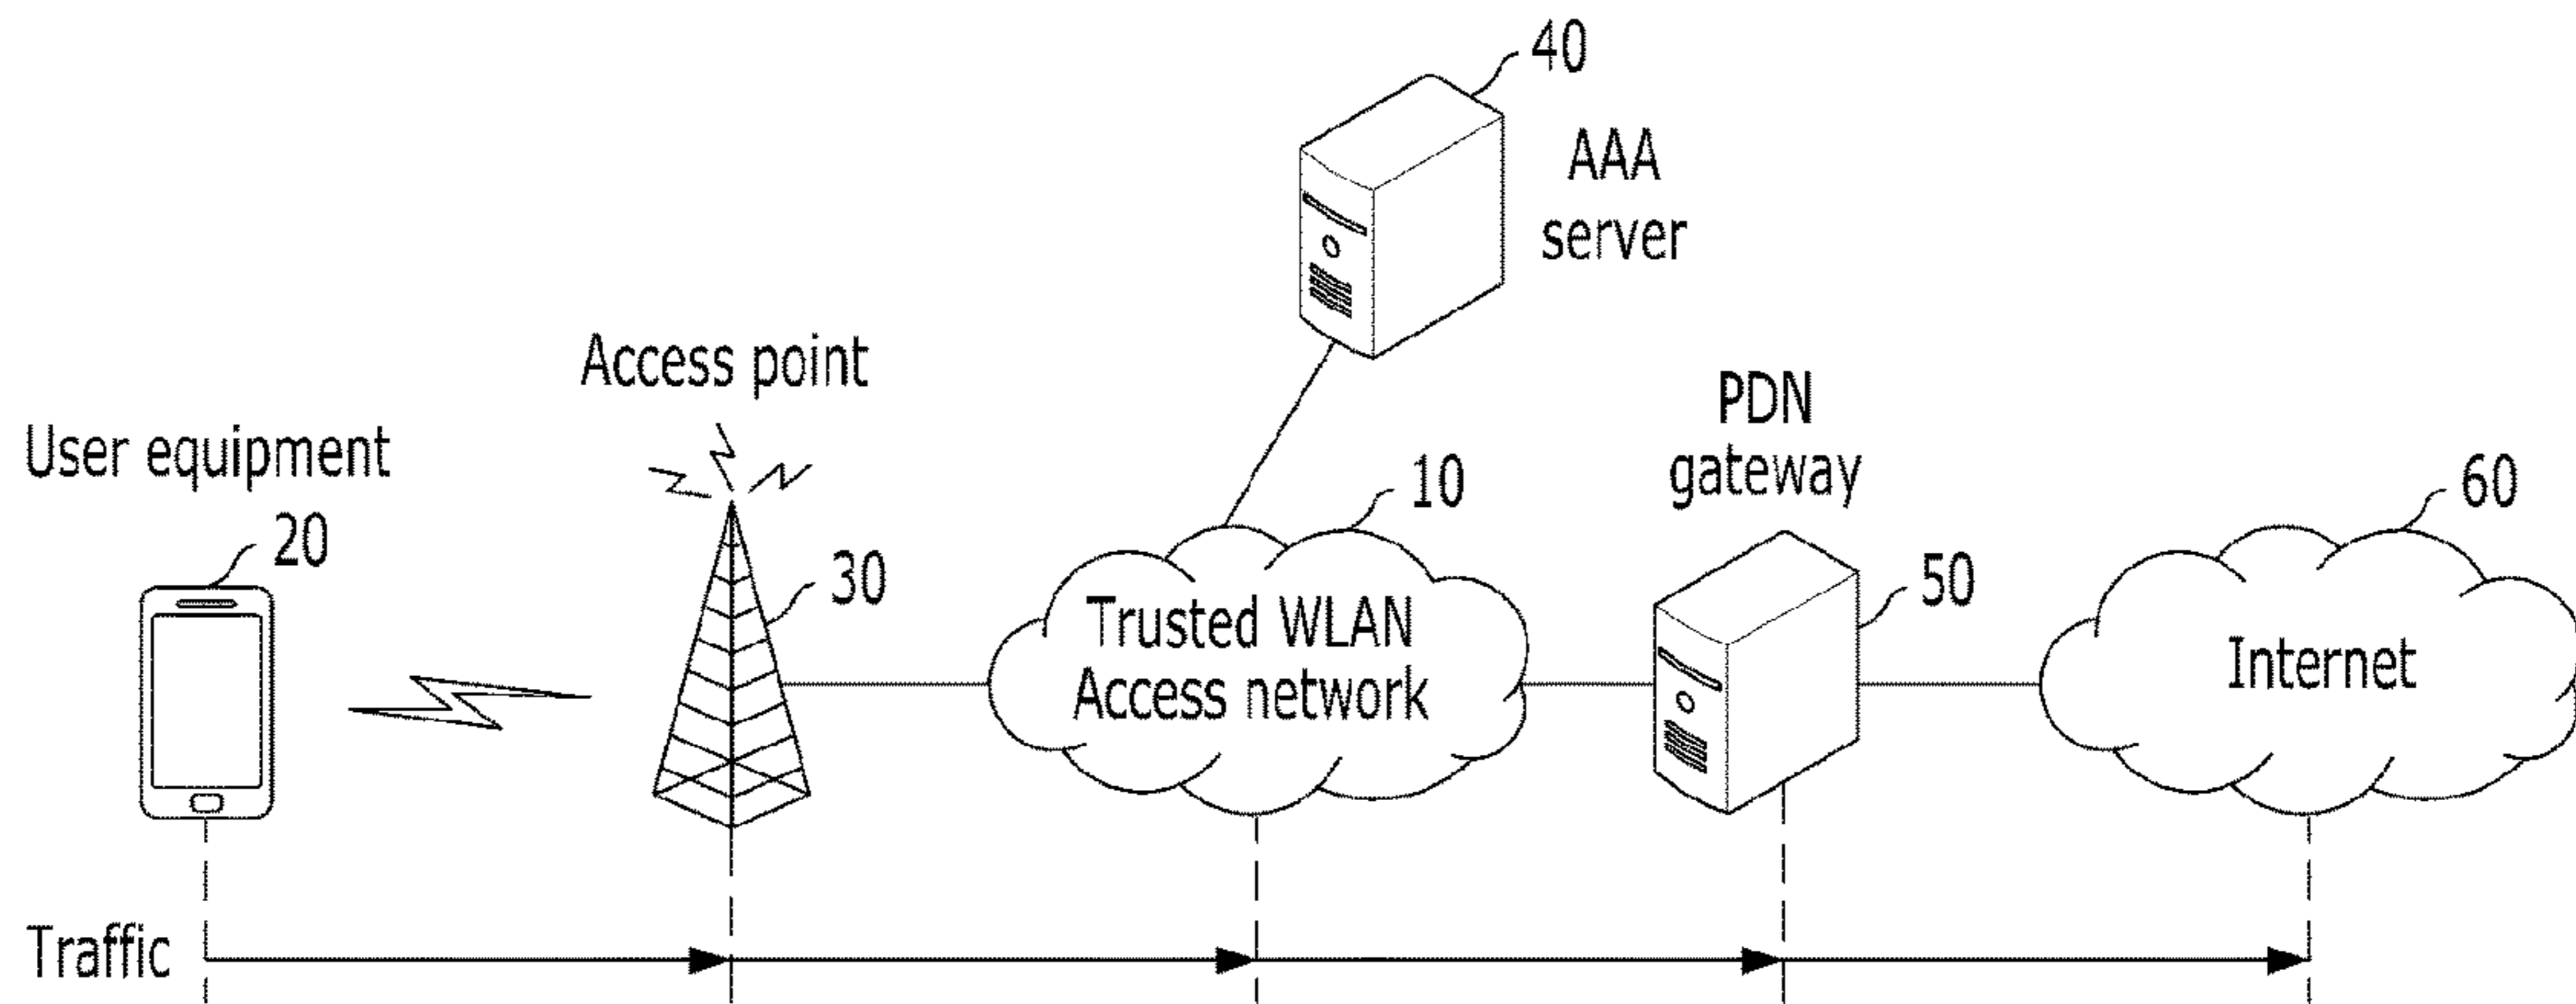 40
AAA
server
Access point
PDN
gateway
User equipment
10
60
20
30
50
Trusted WLAN
Access network
Internet
Traffic